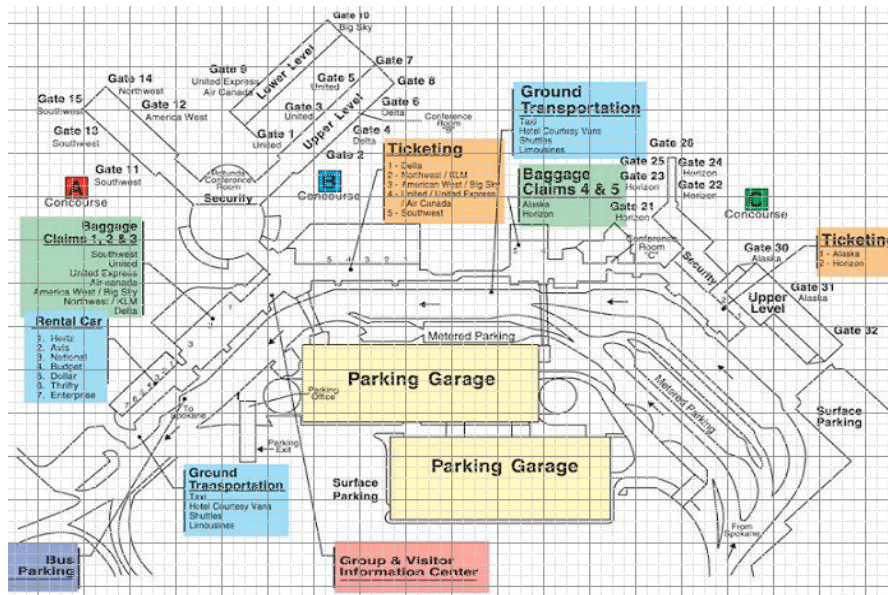 Gate 10
Big Sky
Gate 7
Gate 8
Gate 9
United Express
Air Canada
Lower Level
Gate 5
United
Gate 3
United
Gate 1
United
Upper Level
Gate 6
Delta
Conference
Room
"B"
Gate 4
Delta
Gate 2
Gate 14
Northwest
Gate 15
Southwest
Gate 12
America West
Gate 13
Southwest
Gate 11
Southwest
A
Concourse
Rotunda
Conference
Room
Security
B
Concourse
Ticketing
1 - Delta
2 - Northwest / KLM
3 - American West / Big Sky
4 - United / United Express
/ Air Canada
5 - Southwest
Ground
Transportation
Taxi
Hotel Courtesy Vans
Shuttles
Limousines
Baggage
Claims 4 & 5
Alaska
Horizon
Gate 26
Gate 25
Horizon
Gate 24
Horizon
Gate 23
Horizon
Gate 22
Horizon
Gate 21
Horizon
C
Concourse
Conference
Room
"C"
Security
Gate 30
Alaska
Ticketing
1 - Alaska
2 - Horizon
Gate 31
Alaska
Upper
Level
Gate 32
Baggage
Claims 1, 2 & 3
Southwest
United
United Express
Air canada
America West / Big Sky
Northwest / KLM
Delta
Rental Car
1. Hertz
2. Avis
3. National
4. Budget
5. Dollar
6. Thrifty
7. Enterprise
5 4 3 2
5 4
1
2
3
Metered Parking
Parking Garage
Parking
Office
To
Spokane
Parking
Exit
Metered Parking
Surface
Parking
Parking Garage
Ground
Transportation
Taxi
Hotel Courtesy Vans
Shuttles
Limousines
Surface
Parking
From
Spokane
Bus
Parking
Group & Visitor
Information Center